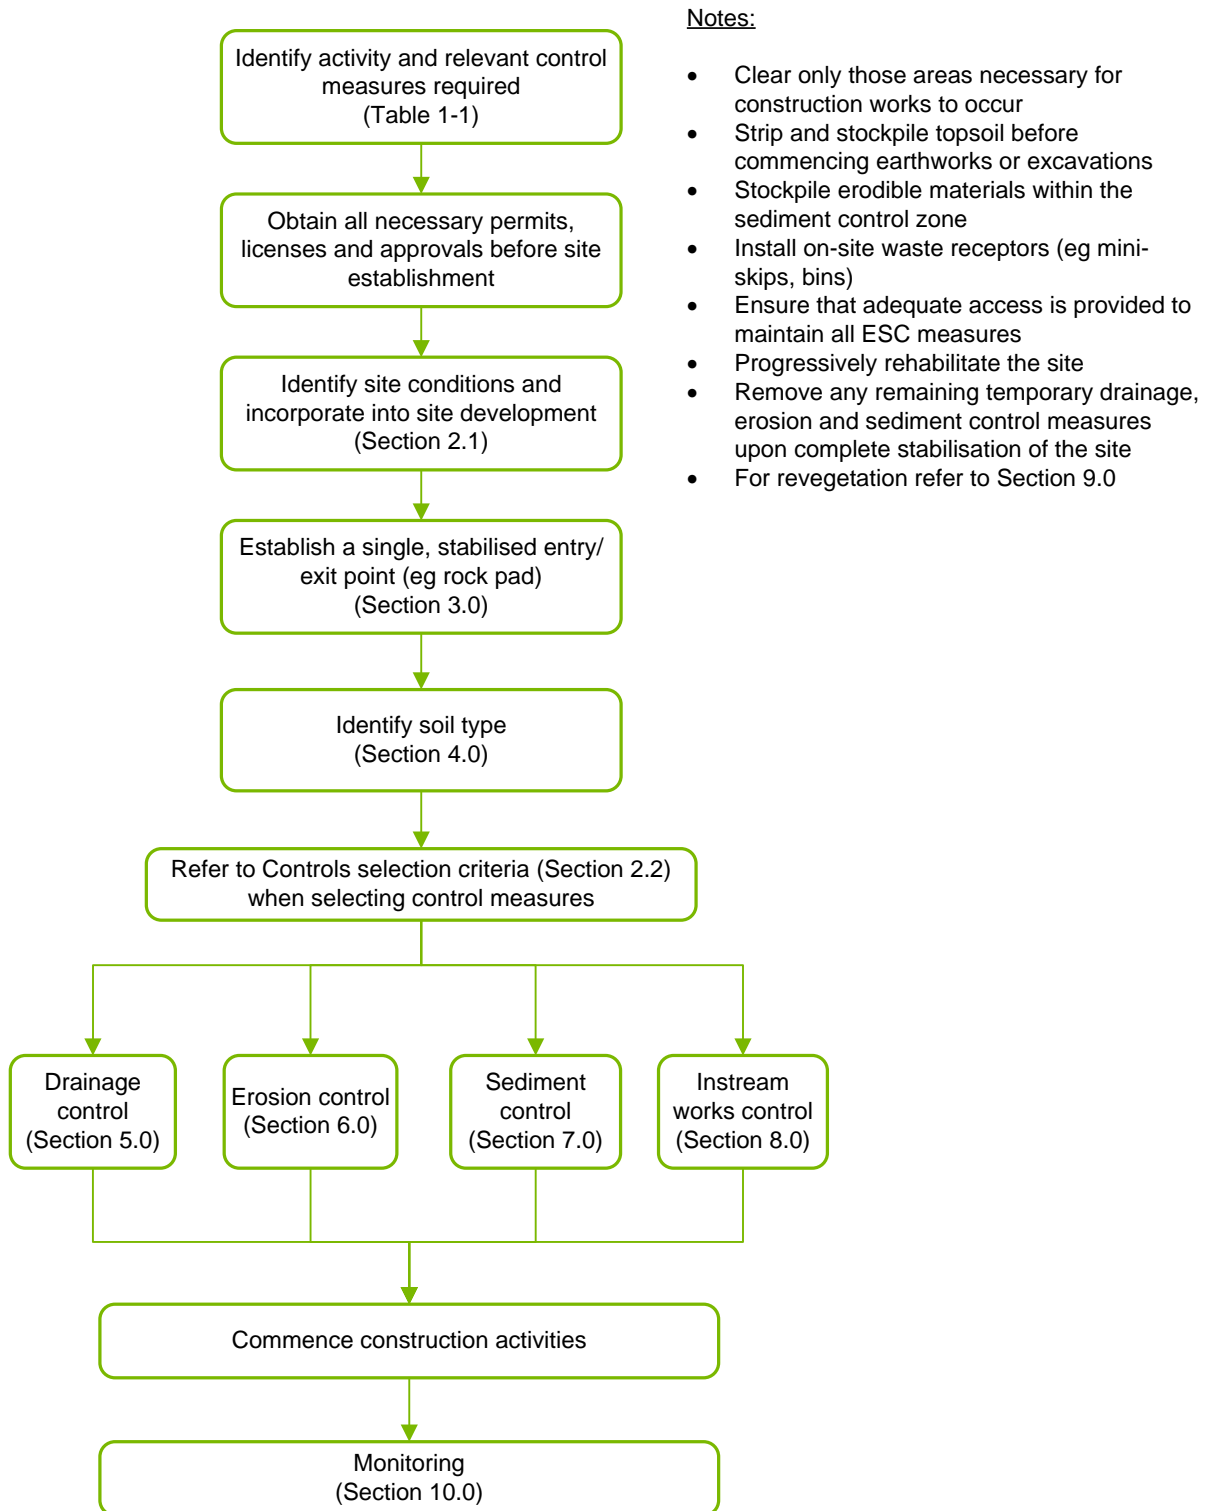 Identify activity and relevant control
measures required
(Table 1-1)
Obtain all necessary permits,
licenses and approvals before site
establishment
Identify site conditions and
incorporate into site development
(Section 2.1)
Establish a single, stabilised entry/
exit point (eg rock pad)
(Section 3.0)
Identify soil type
(Section 4.0)
Refer to Controls selection criteria (Section 2.2)
when selecting control measures
Drainage
control
(Section 5.0)
Erosion control
(Section 6.0)
Sediment
control
(Section 7.0)
Instream
works control
(Section 8.0)
Commence construction activities
Monitoring
(Section 10.0)
Notes:
• Clear only those areas necessary for
construction works to occur
• Strip and stockpile topsoil before
commencing earthworks or excavations
• Stockpile erodible materials within the
sediment control zone
• Install on-site waste receptors (eg mini-
skips, bins)
• Ensure that adequate access is provided to
maintain all ESC measures
• Progressively rehabilitate the site
• Remove any remaining temporary drainage,
erosion and sediment control measures
upon complete stabilisation of the site
• For revegetation refer to Section 9.0